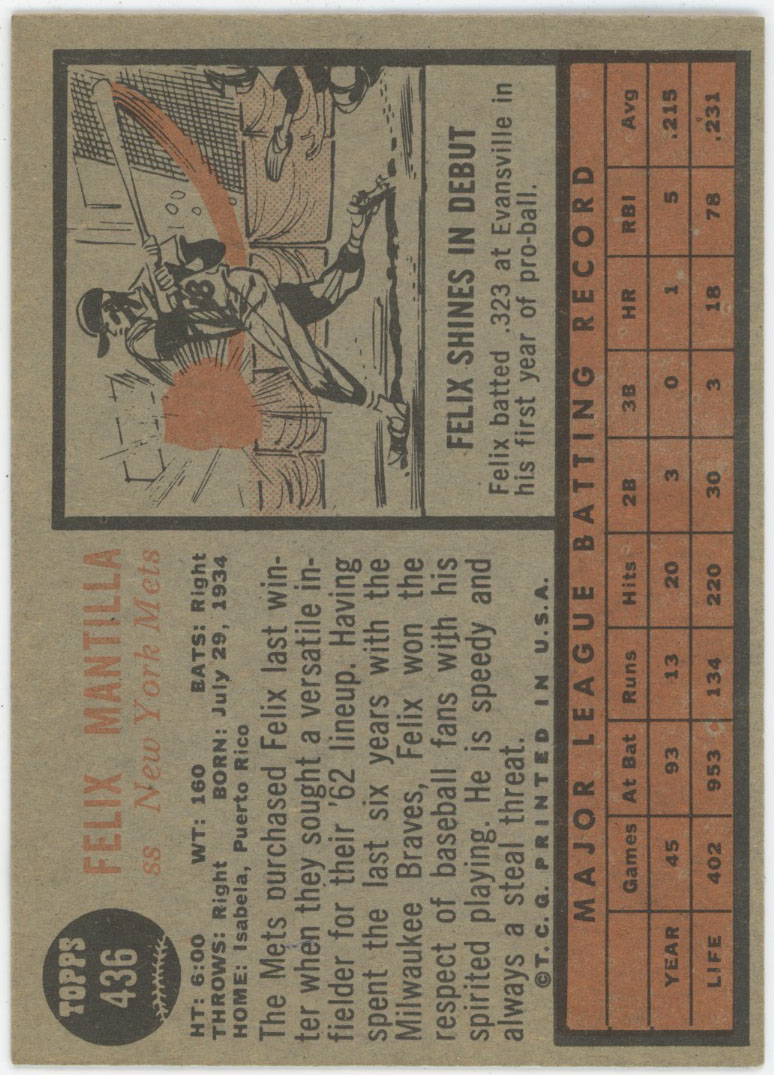 TOPPS
436
FELIX MANTILLA
ss New York Mets
HT: 6:00 WT: 160 BATS: Right
THROWS: Right BORN: July 29, 1934
HOME: Isabela, Puerto Rico
The Mets purchased Felix last win-
ter when they sought a versatile in-
fielder for their '62 lineup. Having
spent the last six years with the
Milwaukee Braves, Felix won the
respect of baseball fans with his
spirited playing. He is speedy and
always a steal threat.
©T.C.G. PRINTED IN U.S.A.
FELIX SHINES IN DEBUT
Felix batted .323 at Evansville in
his first year of pro-ball.
MAJOR LEAGUE BATTING RECORD
Games At Bat Runs Hits 2B 3B HR RBI Avg
YEAR 45 93 13 20 3 0 1 5 .215
LIFE 402 953 134 220 30 3 18 78 .231